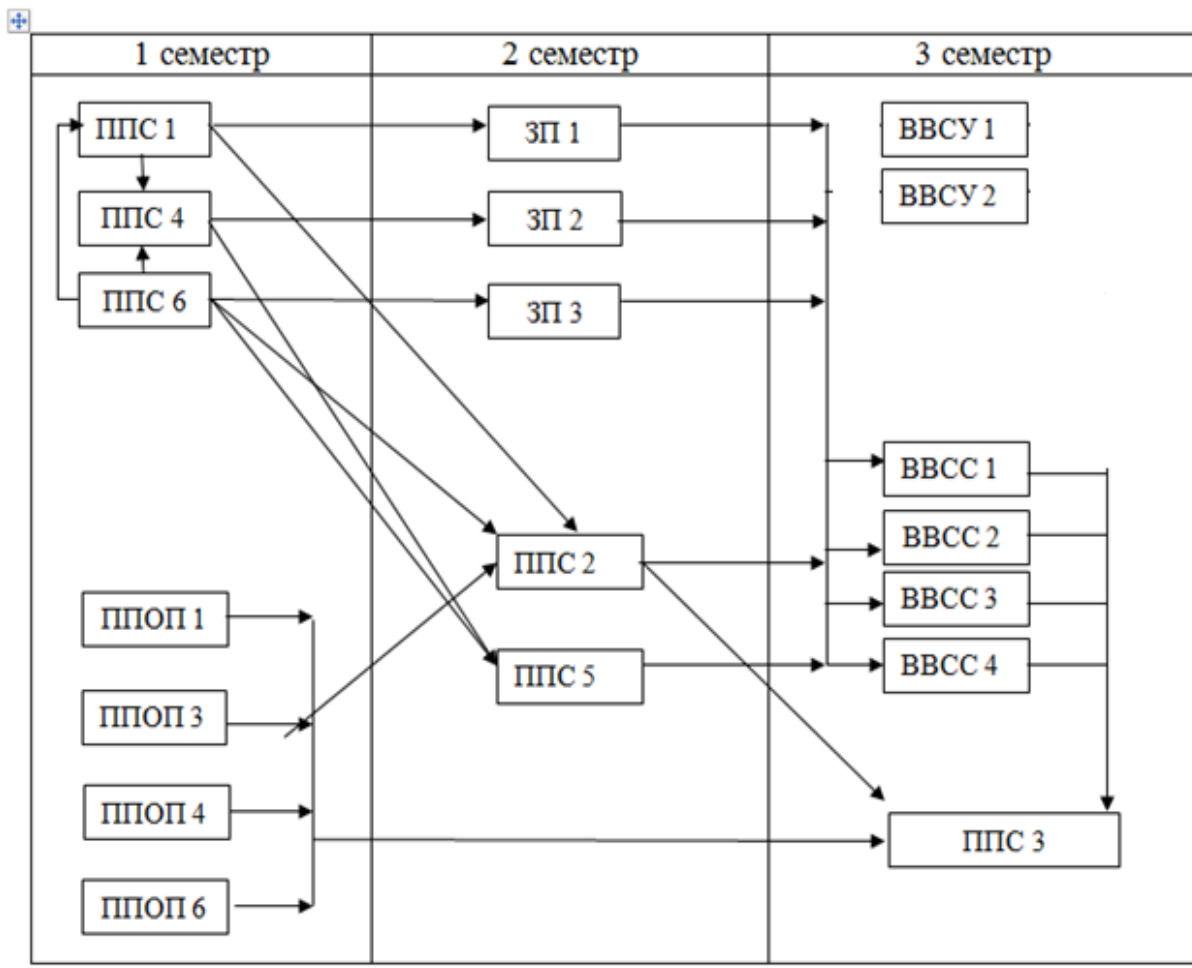 1 семестр
2 семестр
3 семестр
ППС 1
ЗП 1
ВВСУ 1
ППС 4
ЗП 2
ВВСУ 2
ППС 6
ЗП 3
ВВСС 1
ППС 2
ВВСС 2
ППОП 1
ВВСС 3
ППС 5
ВВСС 4
ППОП 3
ППОП 4
ППС 3
ППОП 6